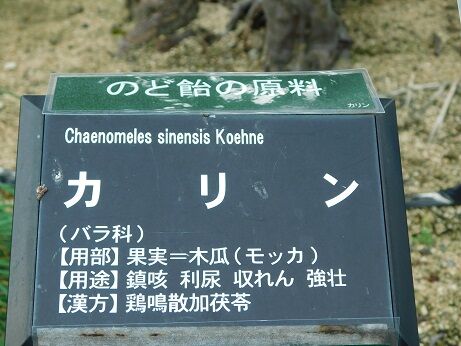 のど飴の原料
カリン
Chaenomeles sinensis Koehne
カリン
(バラ科)
【用部】果実＝木瓜(モッカ)
【用途】鎮咳 利尿 収れん 強壮
【漢方】鶏鳴散加茯苓